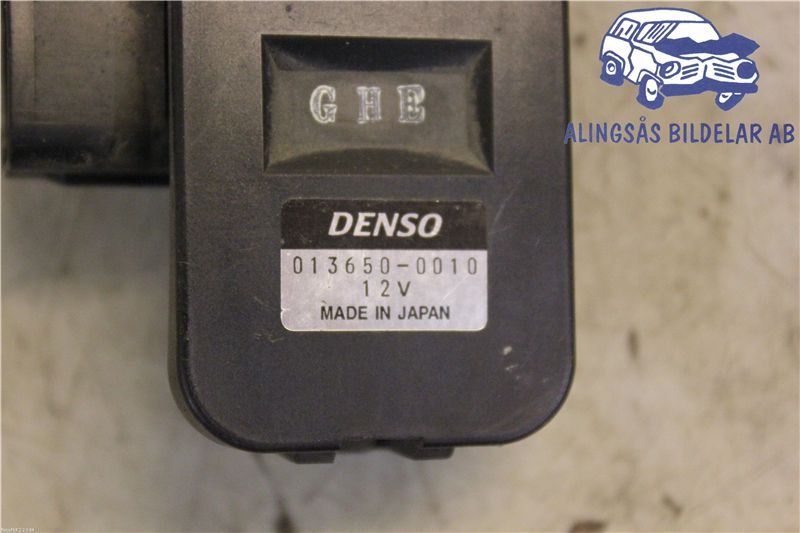 GHE
DENSO
013650-0010
12V
MADE IN JAPAN
ALINGSÅS BILDELAR AB